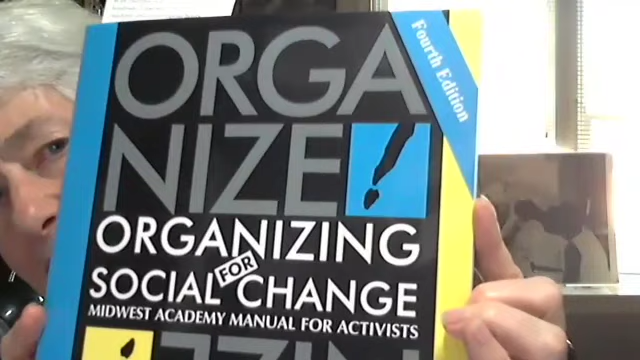 ORGA
NIZE!
Fourth Edition
ORGANIZING
FOR
SOCIAL CHANGE
MIDWEST ACADEMY MANUAL FOR ACTIVISTS